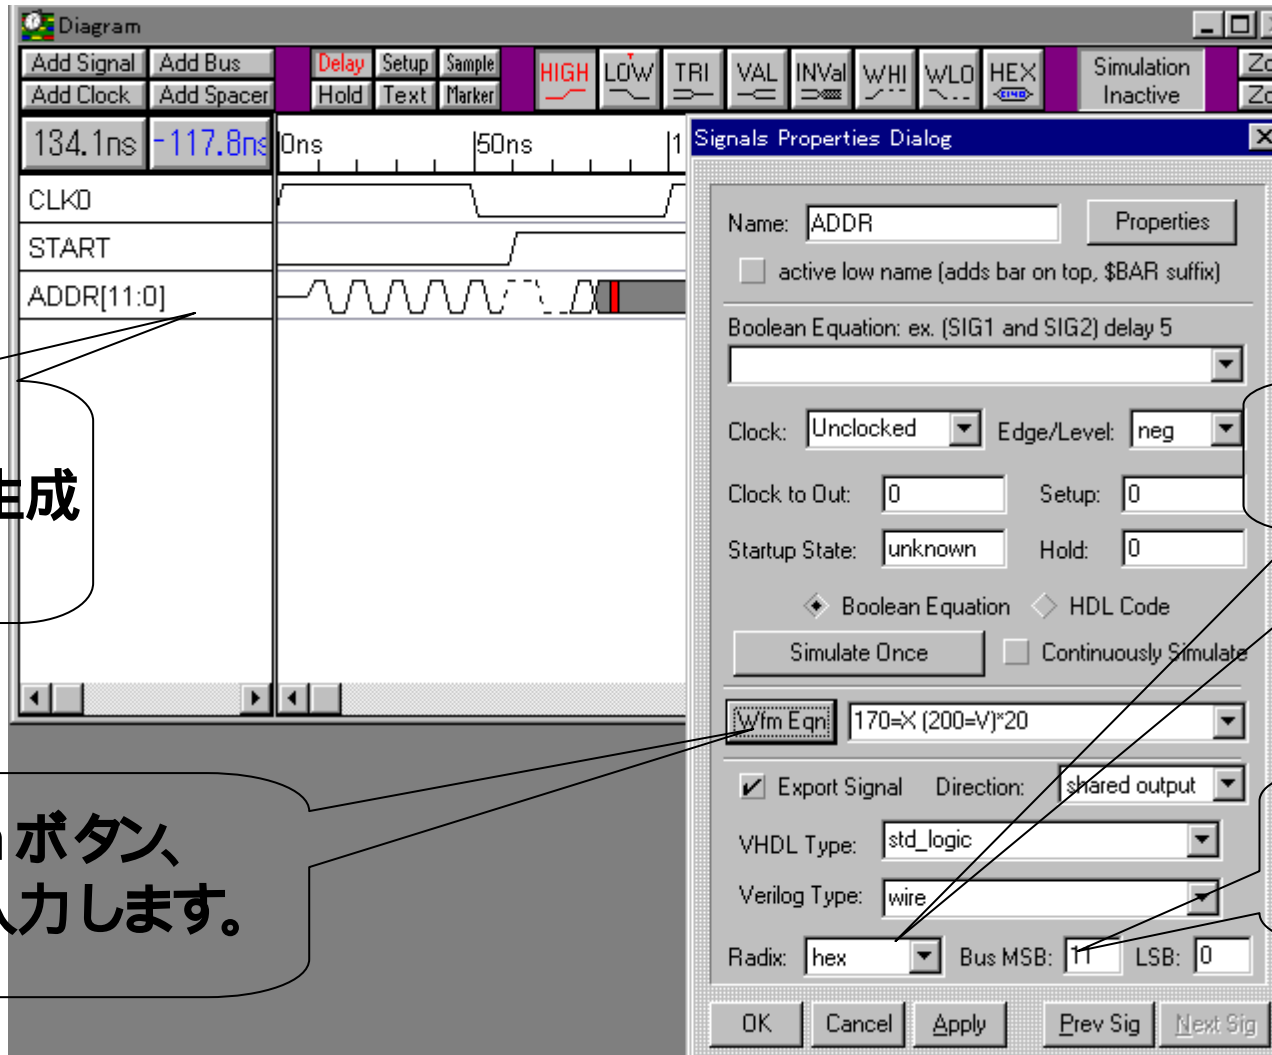 Diagram
Add Signal Add Bus Delay Setup Sample HIGH LOW TRI VAL INVal WHI WLO HEX Simulation Inactive
Add Clock Add Spacer Hold Text Marker
134.1ns -117.8ns 0ns 50ns
CLK0
START
ADDR[11:0]
生成
ボタン、
入力します。
Signals Properties Dialog
Name: ADDR Properties
active low name (adds bar on top, $BAR suffix)
Boolean Equation: ex. (SIG1 and SIG2) delay 5
Clock: Unclocked Edge/Level: neg
Clock to Out: 0 Setup: 0
Startup State: unknown Hold: 0
Boolean Equation HDL Code
Simulate Once Continuously Simulate
Wfm Eqn 170=X (200=V)*20
Export Signal Direction: shared output
VHDL Type: std_logic
Verilog Type: wire
Radix: hex Bus MSB: 11 LSB: 0
OK Cancel Apply Prev Sig Next Sig